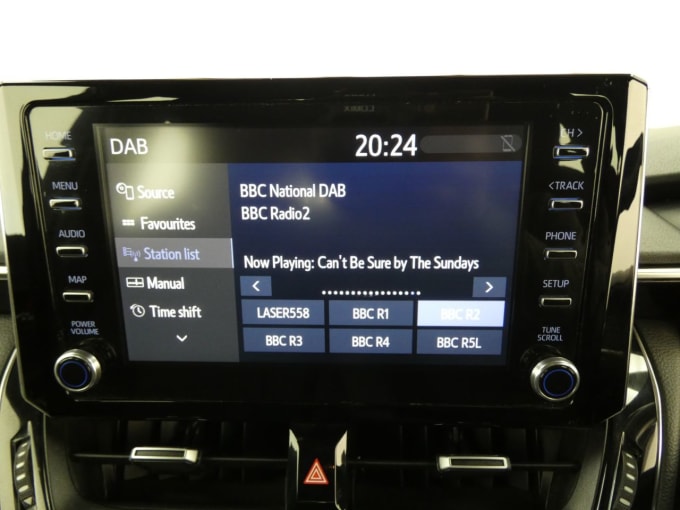 HOME
MENU
AUDIO
MAP
POWER
VOLUME
DAB
20:24
Source
Favourites
Station list
Manual
Time shift
BBC National DAB
BBC Radio2
Now Playing: Can't Be Sure by The Sundays
<
>
LASER558
BBC R1
BBC R2
BBC R3
BBC R4
BBC R5L
CH >
< TRACK
PHONE
SETUP
TUNE
SCROLL